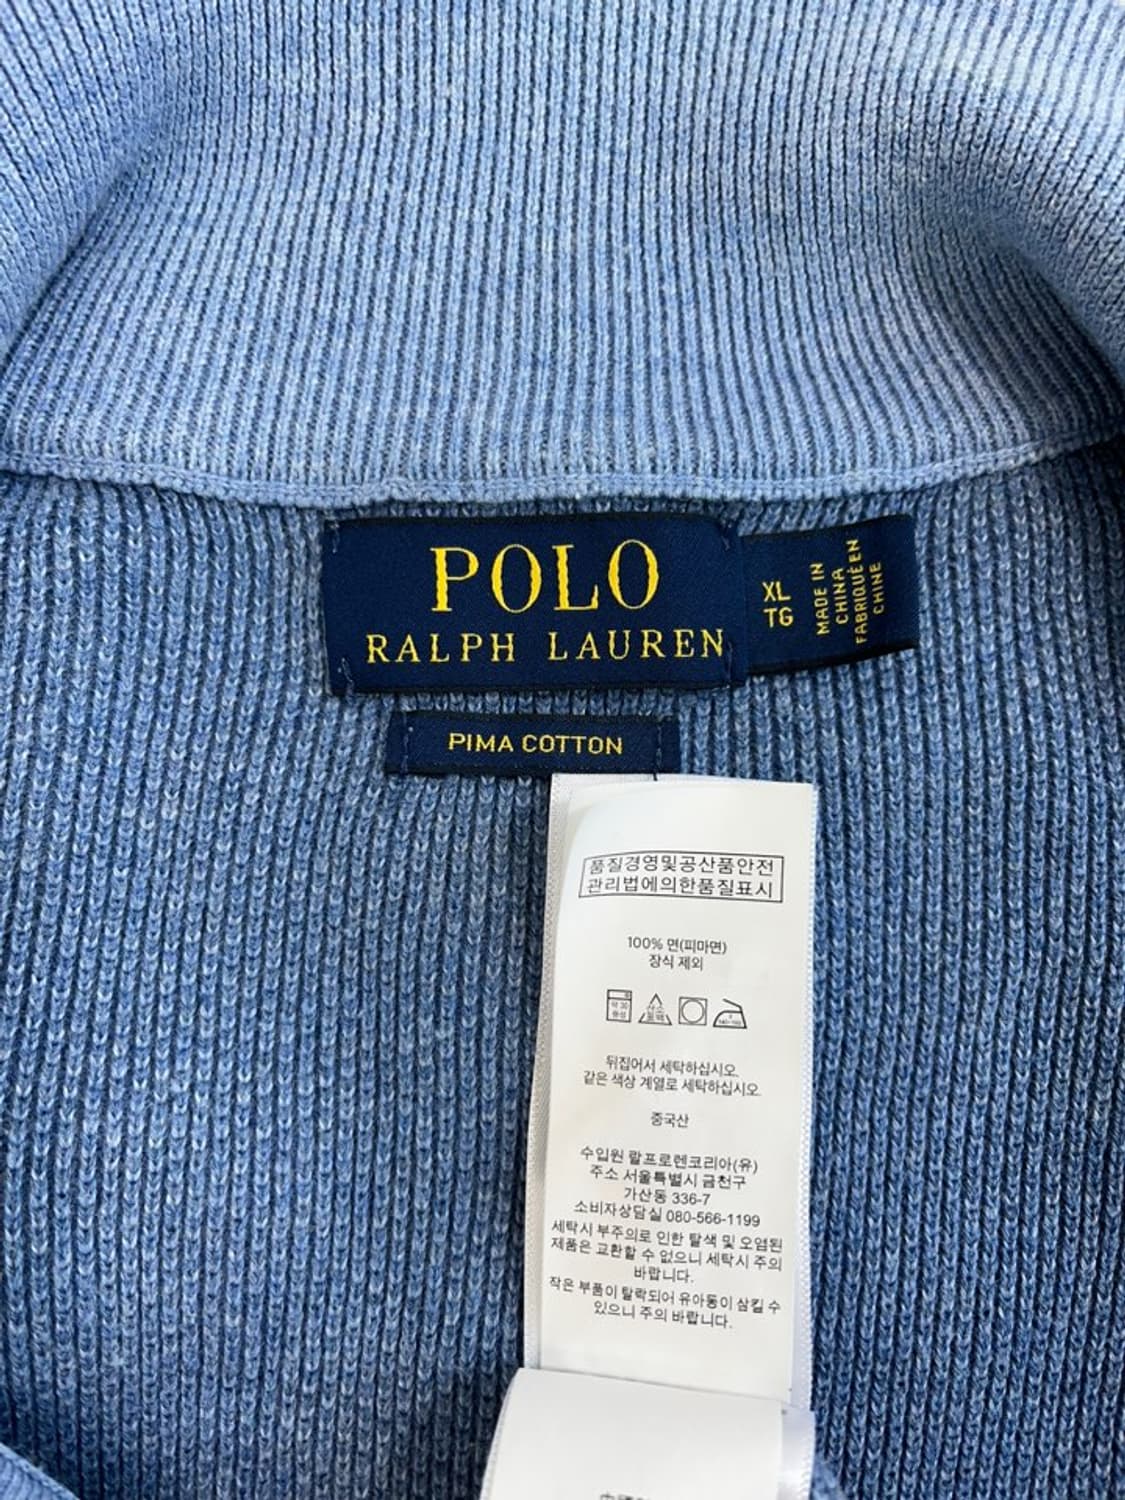 POLO
RALPH LAUREN
XL
TG
MADE IN
CHINA
FABRIQUÉ EN
CHINE
PIMA COTTON
품질경영및공산품안전
관리법에의한품질표시
100% 면(피마면)
장식 제외
뒤집어서 세탁하십시오.
같은 색상 계열로 세탁하십시오.
중국산
수입원 랄프로렌코리아(유)
주소 서울특별시 금천구
가산동 336-7
소비자상담실 080-566-1199
세탁시 부주의로 인한 탈색 및 오염된
제품은 교환할 수 없으니 세탁시 주의
바랍니다.
작은 부품이 탈락되어 유아동이 삼킬 수
있으니 주의 바랍니다.